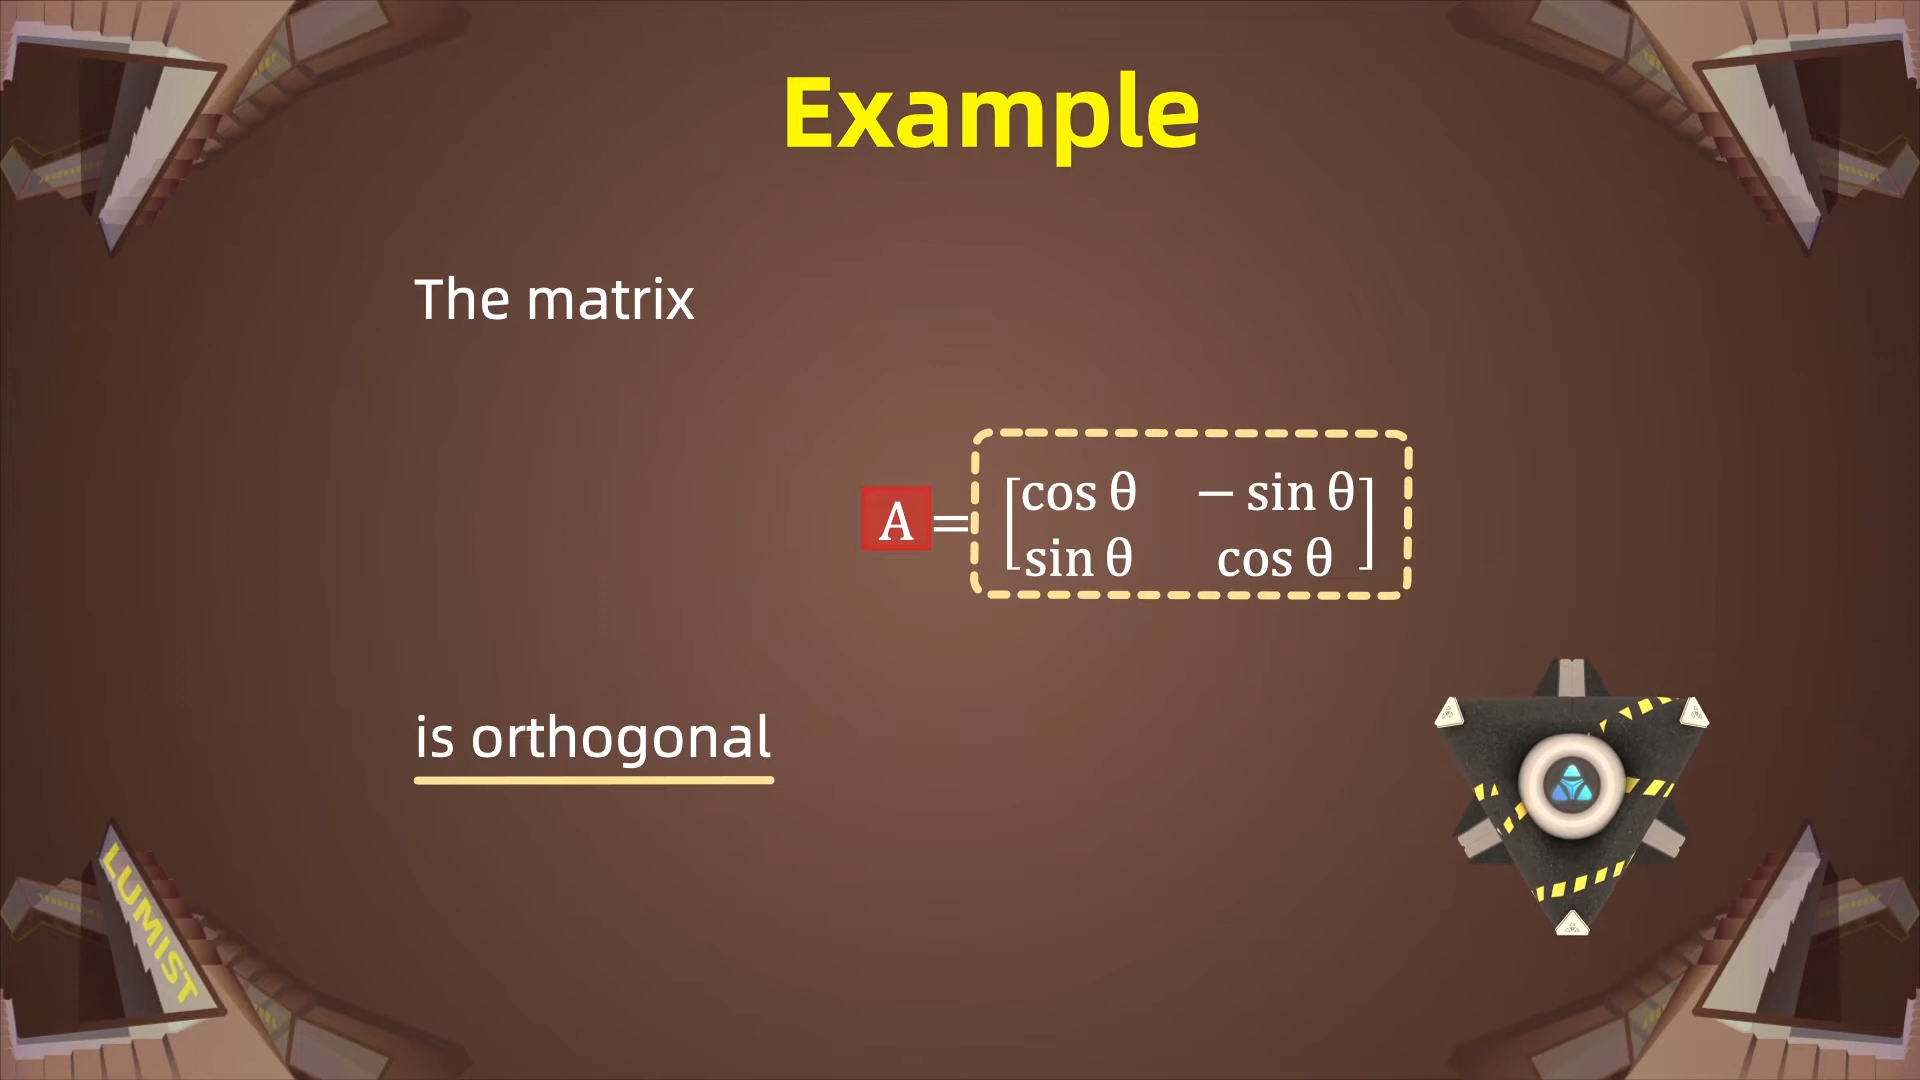 Example
The matrix
A = [cos θ − sin θ
sin θ cos θ]
is orthogonal
LUMIST